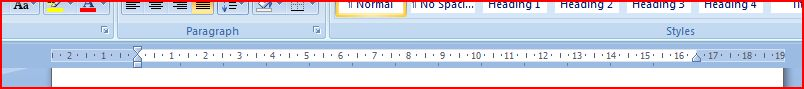 Aa A
¶ Normal ¶ No Spaci... Heading 1 Heading 2 Heading 3 Heading 4
Paragraph Styles
2 1 1 2 3 4 5 6 7 8 9 10 11 12 13 14 15 16 17 18 19